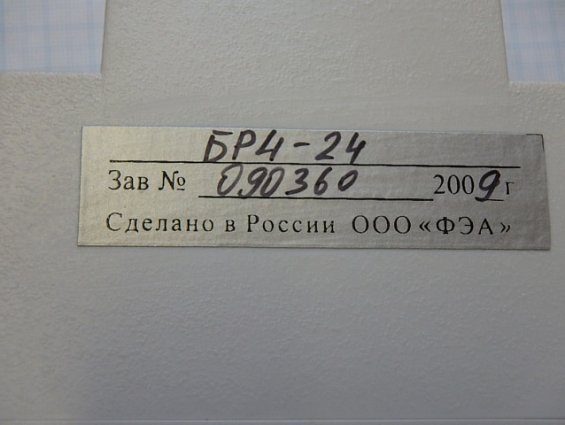 БР4-24
Зав № 090360 2009 г
Сделано в России ООО «ФЭА»